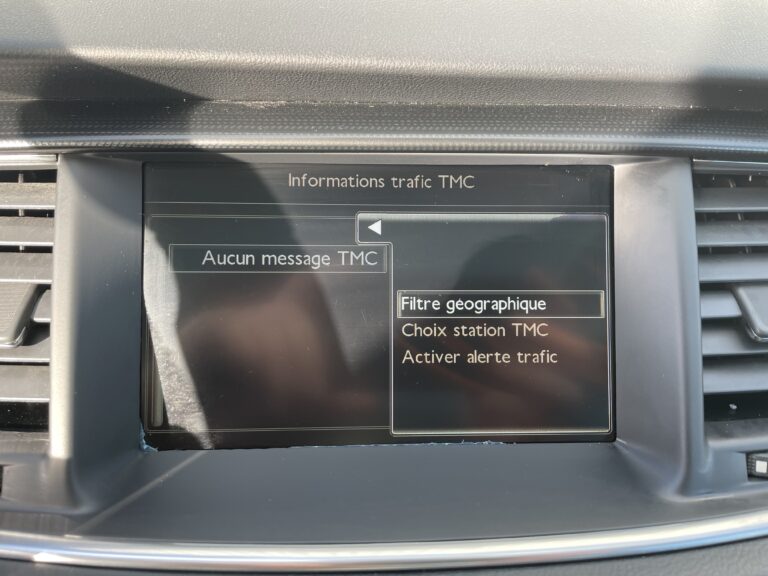 Informations trafic TMC
Aucun message TMC
Filtre géographique
Choix station TMC
Activer alerte trafic